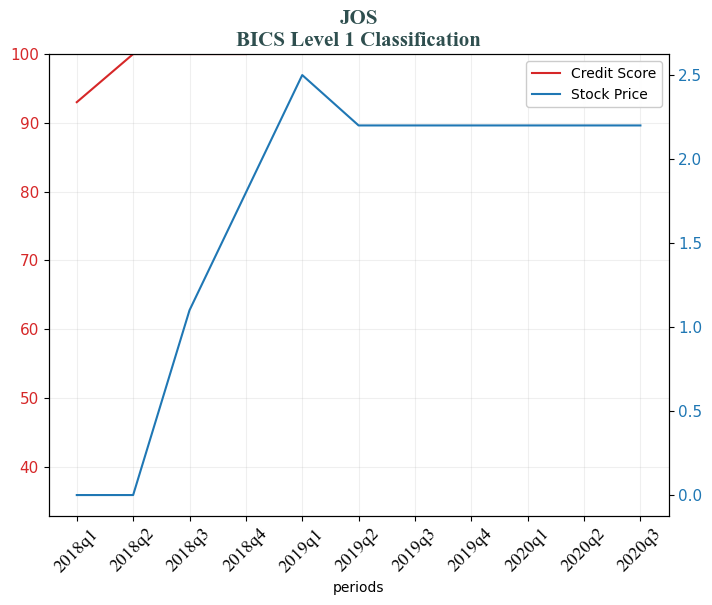 JOS
BICS Level 1 Classification
100
90
80
70
60
50
40
Credit Score
Stock Price
2.5
2.0
1.5
1.0
0.5
0.0
2018q1
2018q2
2018q3
2018q4
2019q1
2019q2
2019q3
2019q4
2020q1
2020q2
2020q3
periods